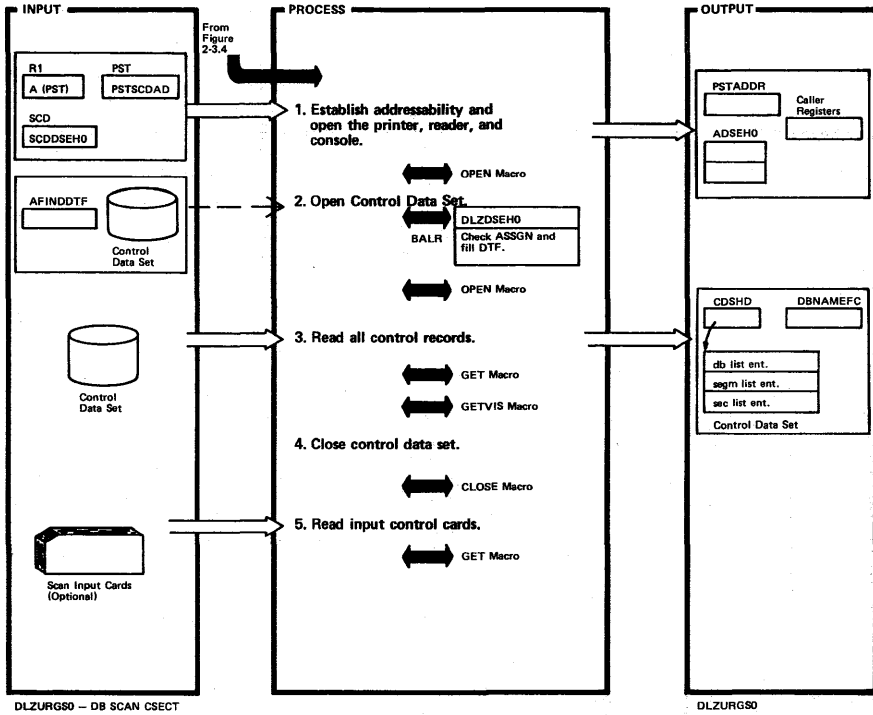 INPUT
PROCESS
OUTPUT
From
Figure
2-3.4
R1
PST
A (PST)
PSTSCDAD
SCD
SCDDSEH0
1. Establish addressability and
open the printer, reader, and
console.
PSTADDR
Caller
Registers
ADSEH0
OPEN Macro
AFINDDTF
Control
Data Set
2. Open Control Data Set.
BALR
DLZDSEH0
Check ASSGN and
fill DTF.
OPEN Macro
Control
Data Set
3. Read all control records.
GET Macro
GETVIS Macro
CDSHD
DBNAMEFC
db list ent.
segm list ent.
sec list ent.
Control Data Set
4. Close control data set.
CLOSE Macro
5. Read input control cards.
GET Macro
Scan Input Cards
(Optional)
DLZURGS0 – DB SCAN CSECT
DLZURGS0